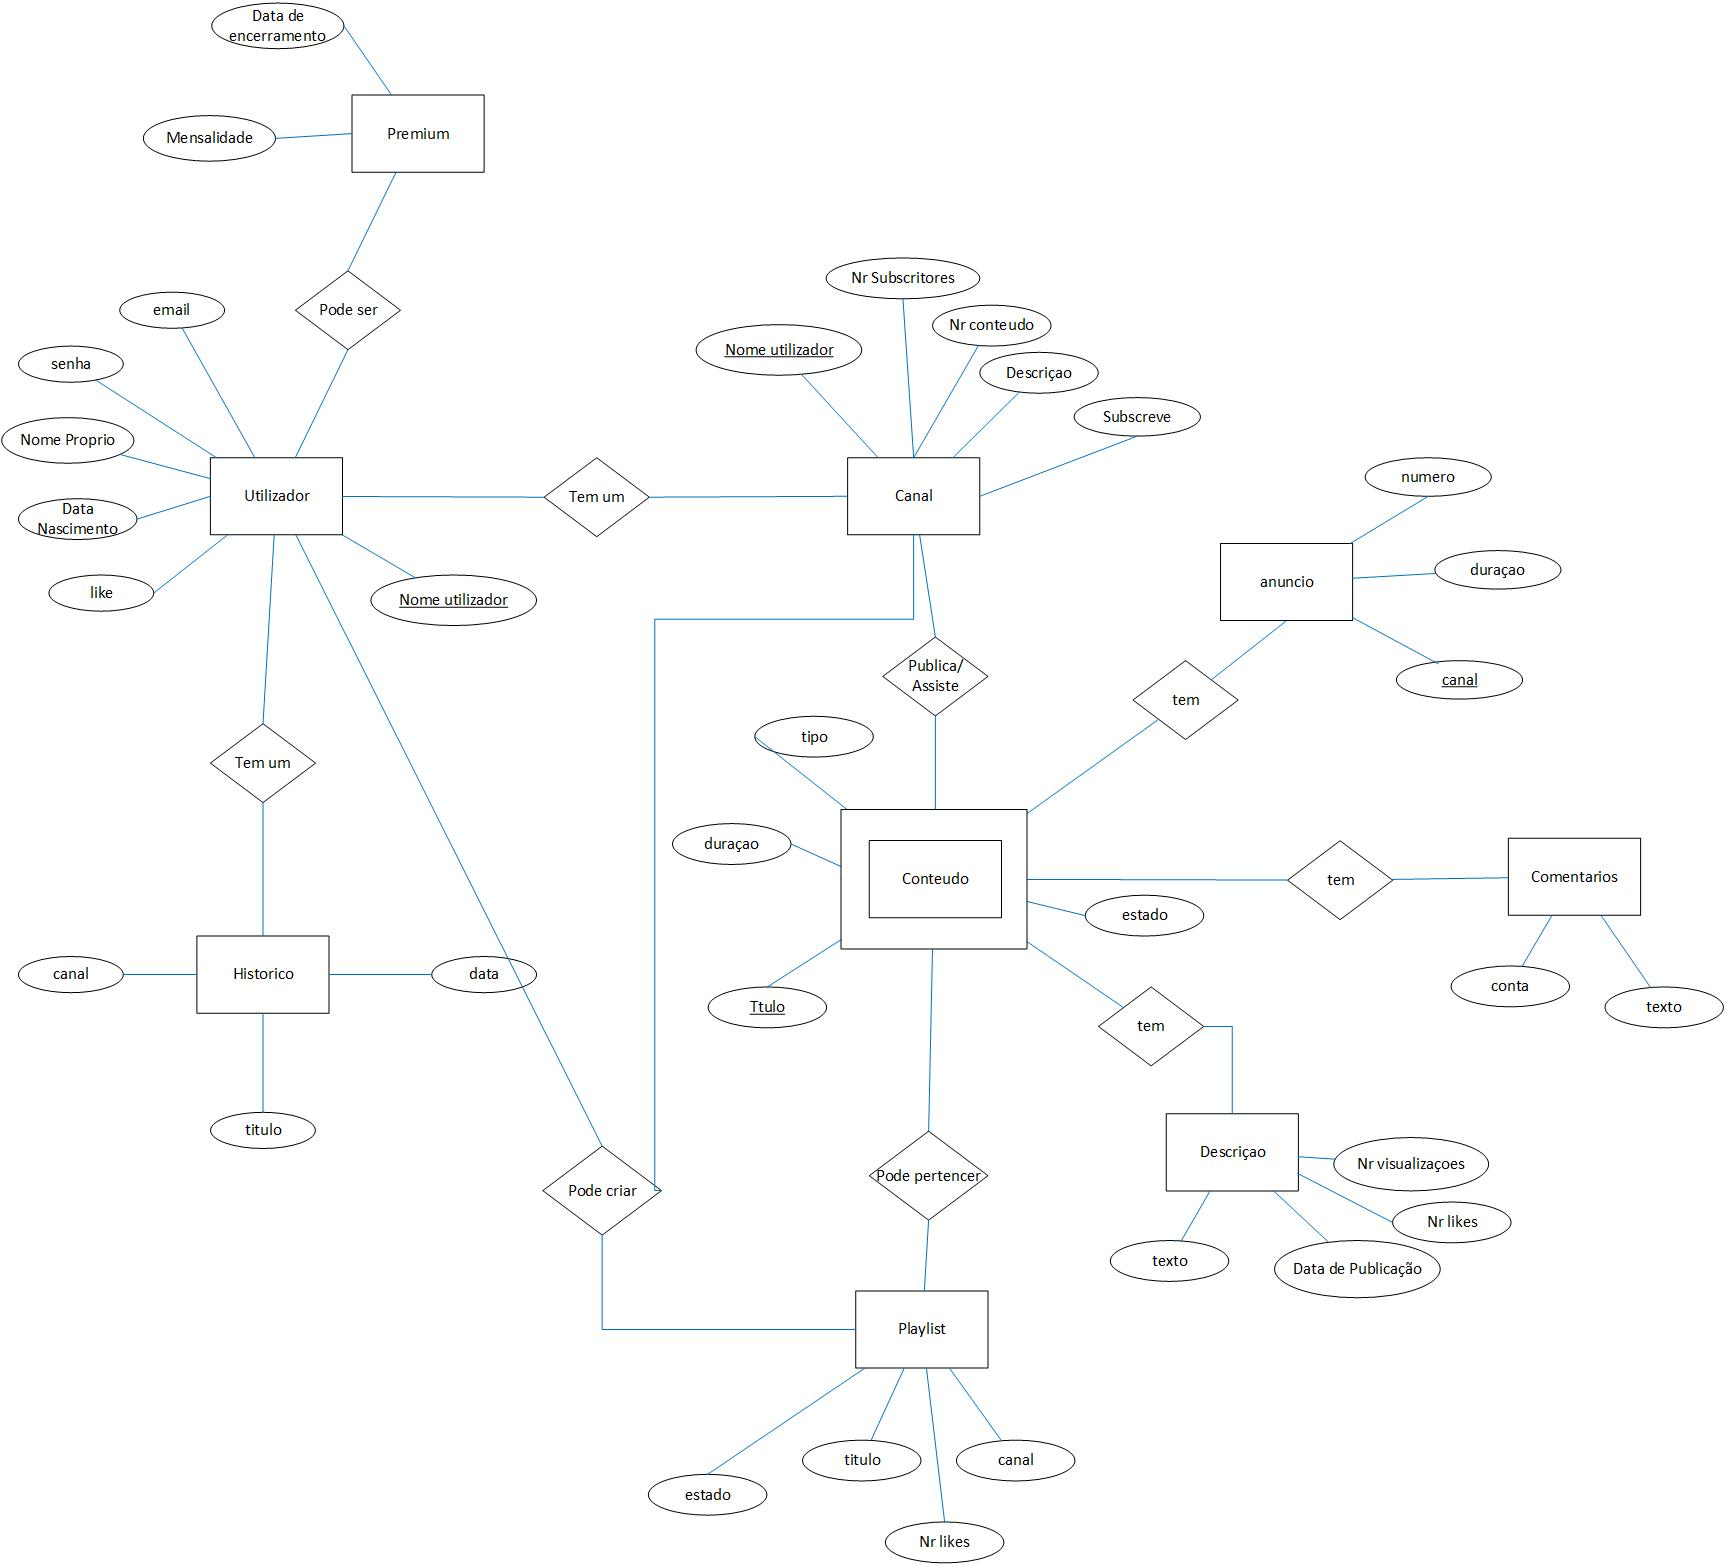 Data de
encerramento
Premium
Mensalidade
Pode ser
email
senha
Nome Proprio
Data
Nascimento
like
Utilizador
Nome utilizador
Tem um
Nr Subscritores
Nr conteudo
Nome utilizador
Descriçao
Subscreve
Canal
numero
anuncio
duraçao
canal
Publica/
Assiste
tem
tipo
duraçao
Conteudo
estado
Ttulo
tem
Comentarios
conta
texto
Tem um
canal
Historico
data
titulo
tem
Descriçao
Nr visualizaçoes
Nr likes
texto
Data de Publicação
Pode criar
Pode pertencer
Playlist
estado
titulo
canal
Nr likes